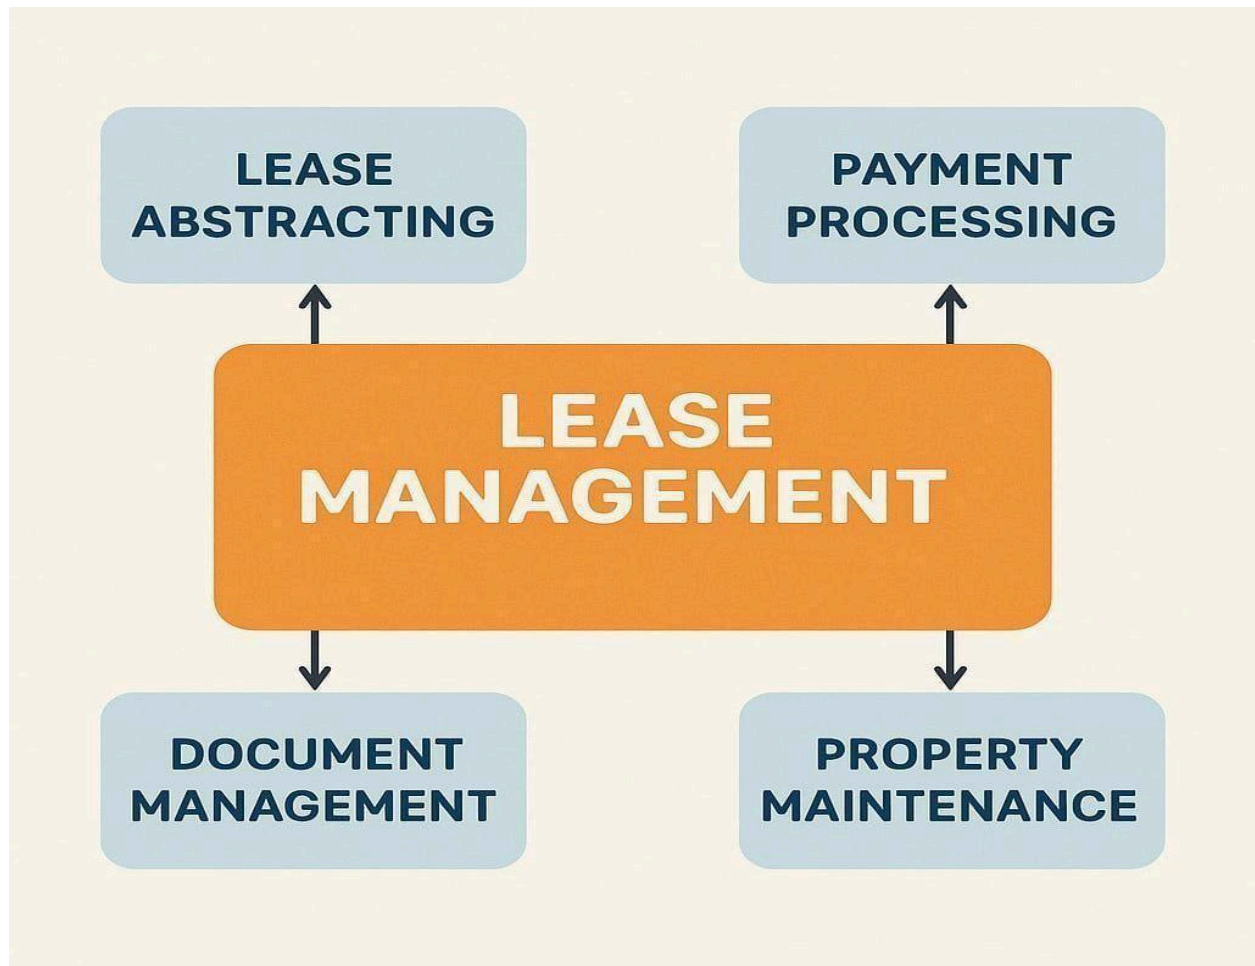 LEASE
ABSTRACTING
PAYMENT
PROCESSING
LEASE
MANAGEMENT
DOCUMENT
MANAGEMENT
PROPERTY
MAINTENANCE